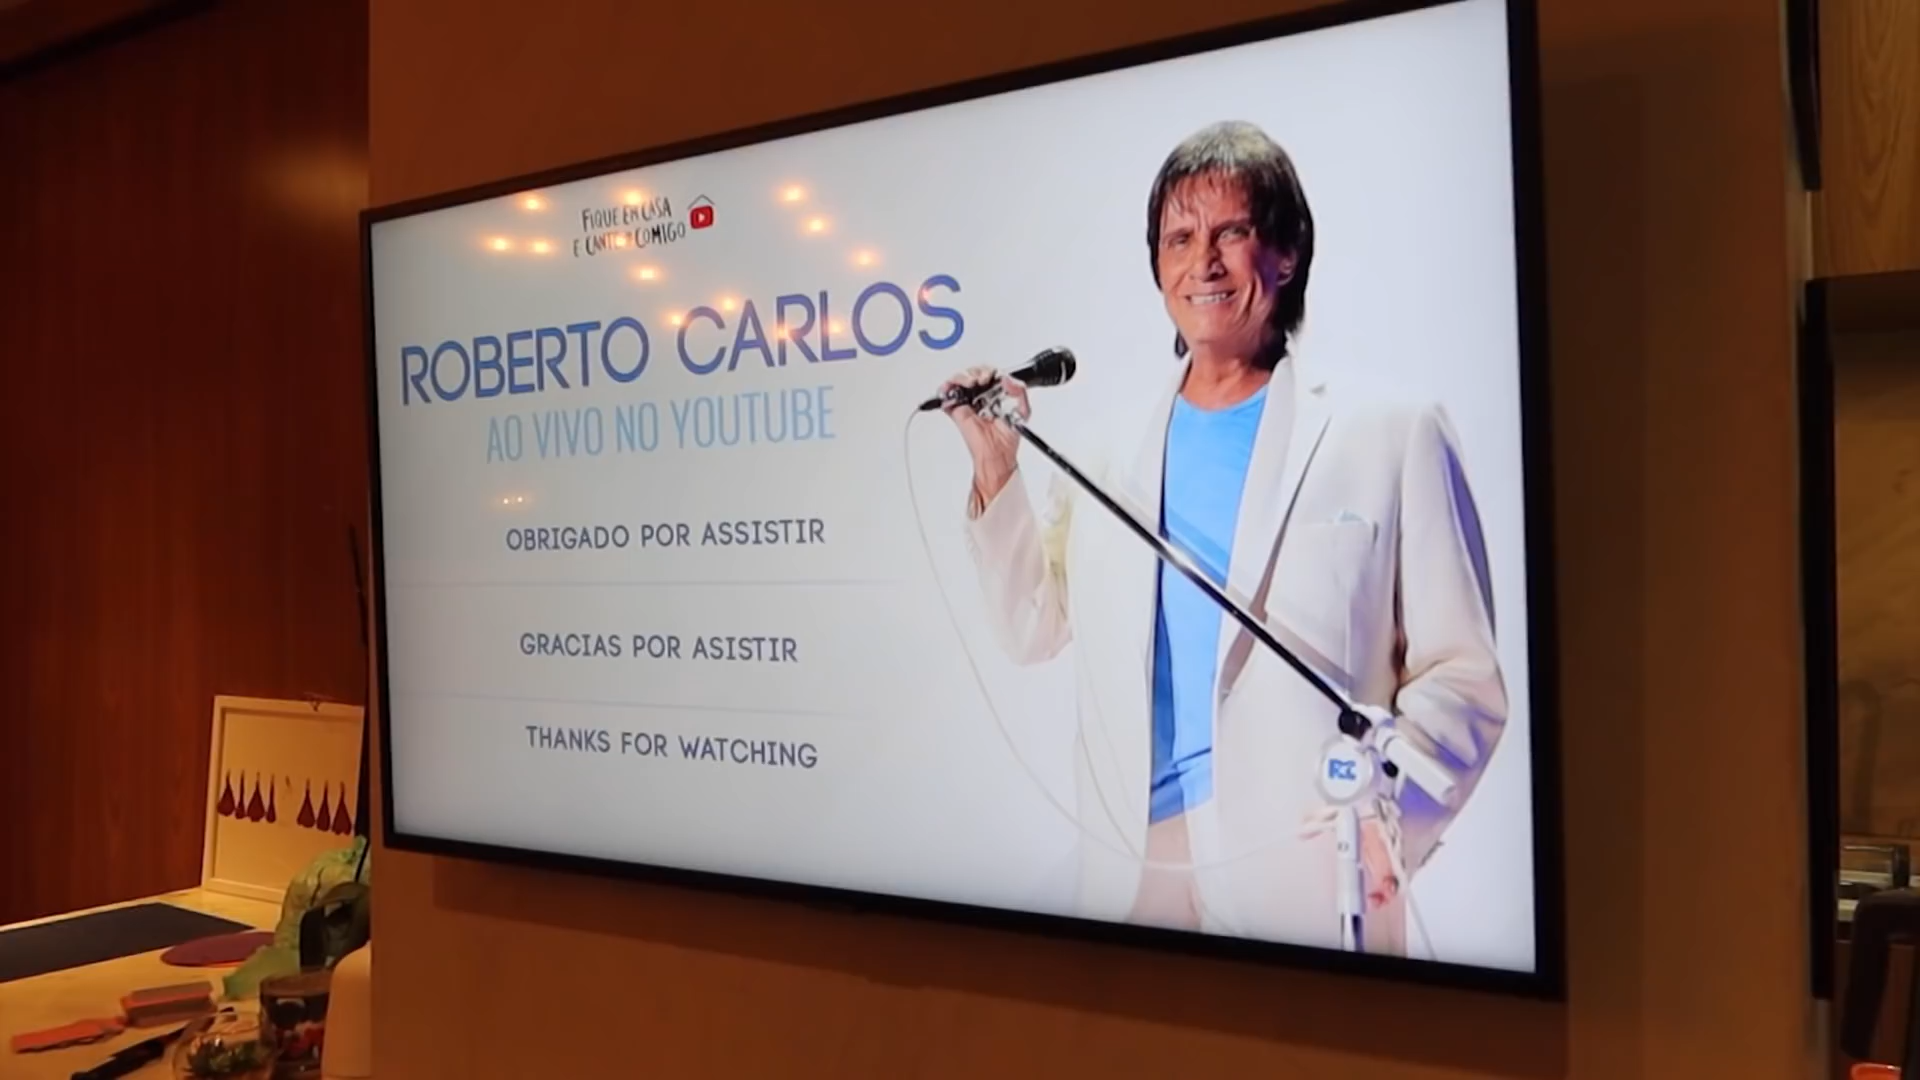 FIQUE EM CASA
E CANTE COMIGO
ROBERTO CARLOS
AO VIVO NO YOUTUBE
OBRIGADO POR ASSISTIR
GRACIAS POR ASISTIR
THANKS FOR WATCHING
RC